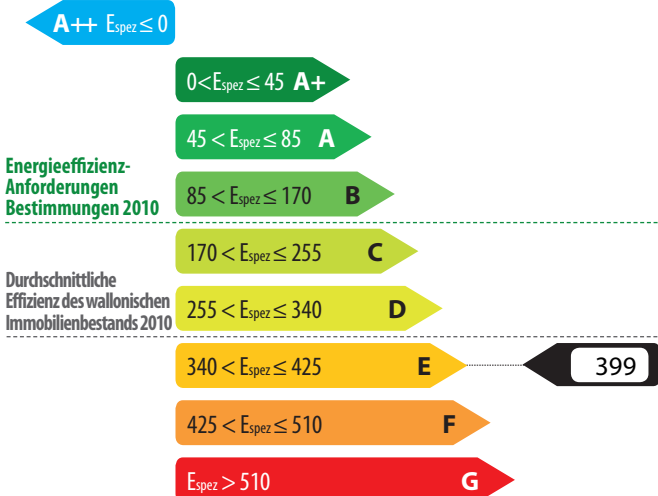 A++ Espez ≤ 0
0<Espez ≤ 45 A+
45 < Espez ≤ 85 A
Energieeffizienz-
Anforderungen
Bestimmungen 2010
85 < Espez ≤ 170 B
170 < Espez ≤ 255 C
Durchschnittliche
Effizienz des wallonischen
Immobilienbestands 2010
255 < Espez ≤ 340 D
340 < Espez ≤ 425 E
399
425 < Espez ≤ 510 F
Espez > 510 G